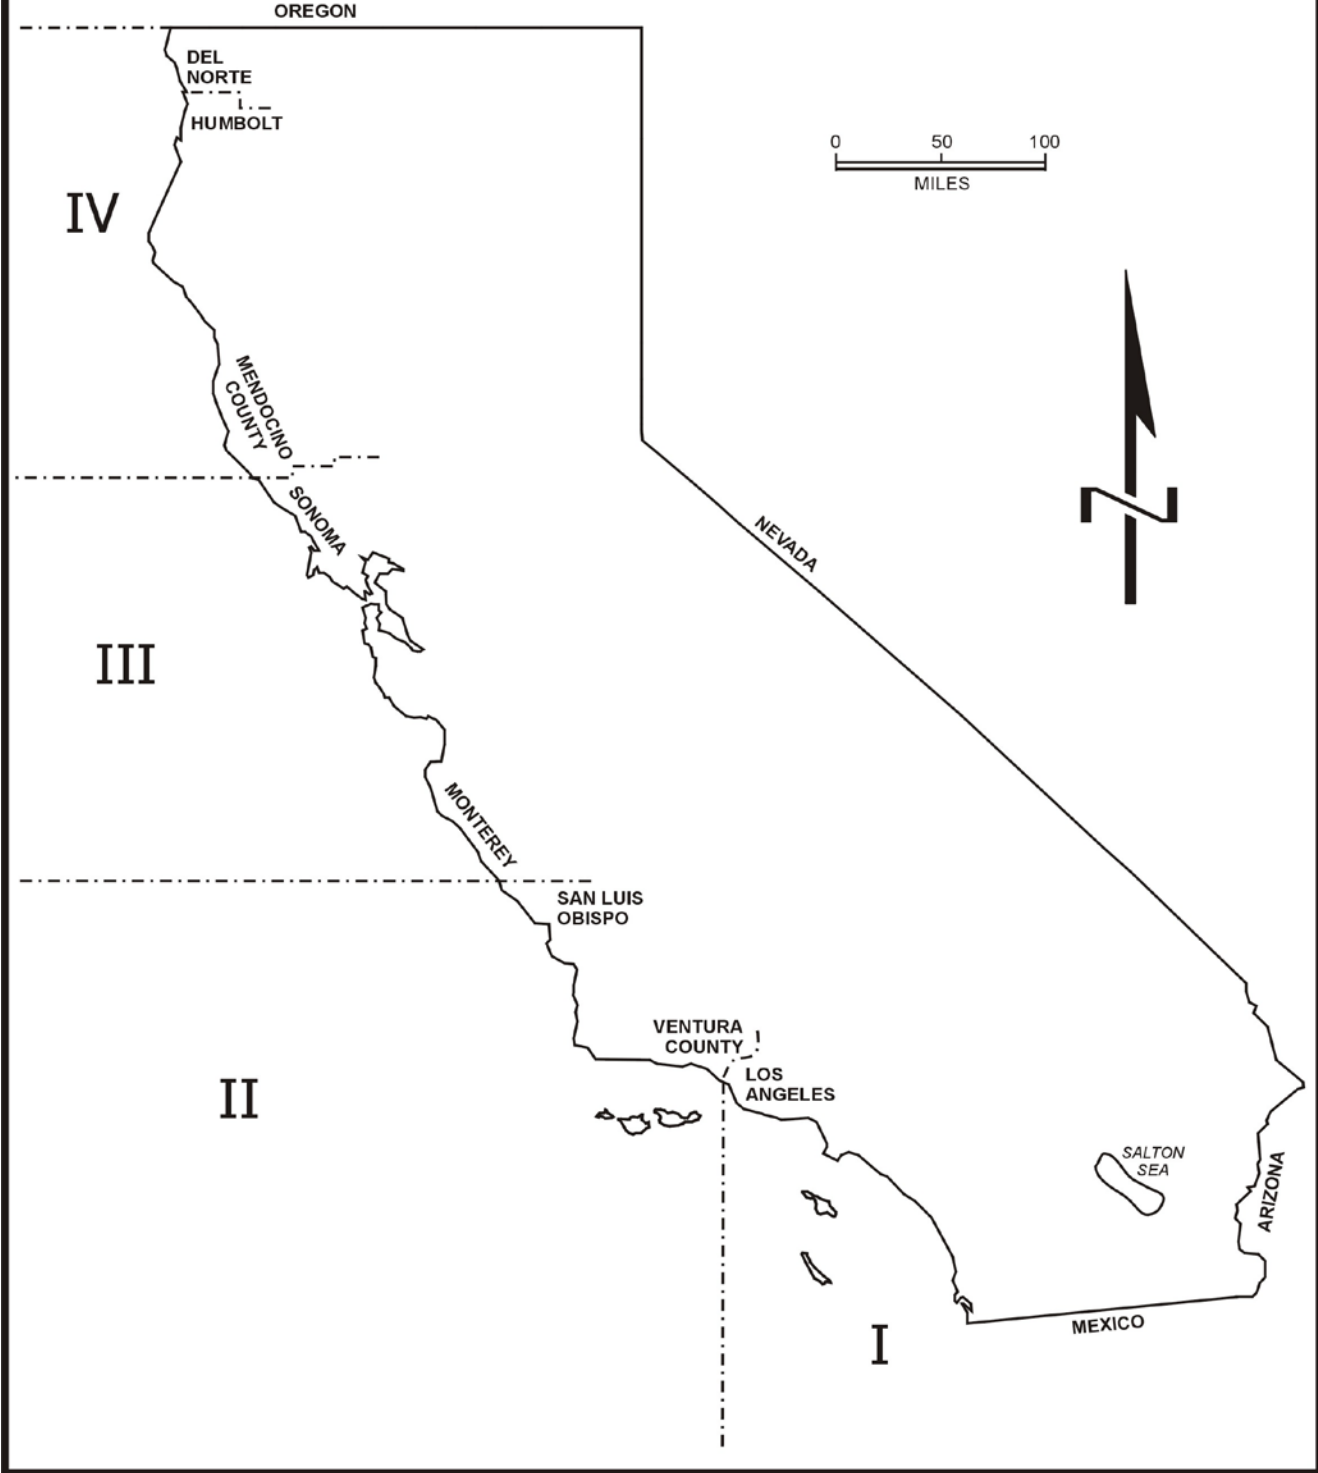 OREGON
DEL
NORTE
HUMBOLT
0 50 100
MILES
IV
MENDOCINO
COUNTY
SONOMA
NEVADA
N
III
MONTEREY
SAN LUIS
OBISPO
VENTURA
COUNTY
LOS
ANGELES
II
SALTON
SEA
ARIZONA
MEXICO
I